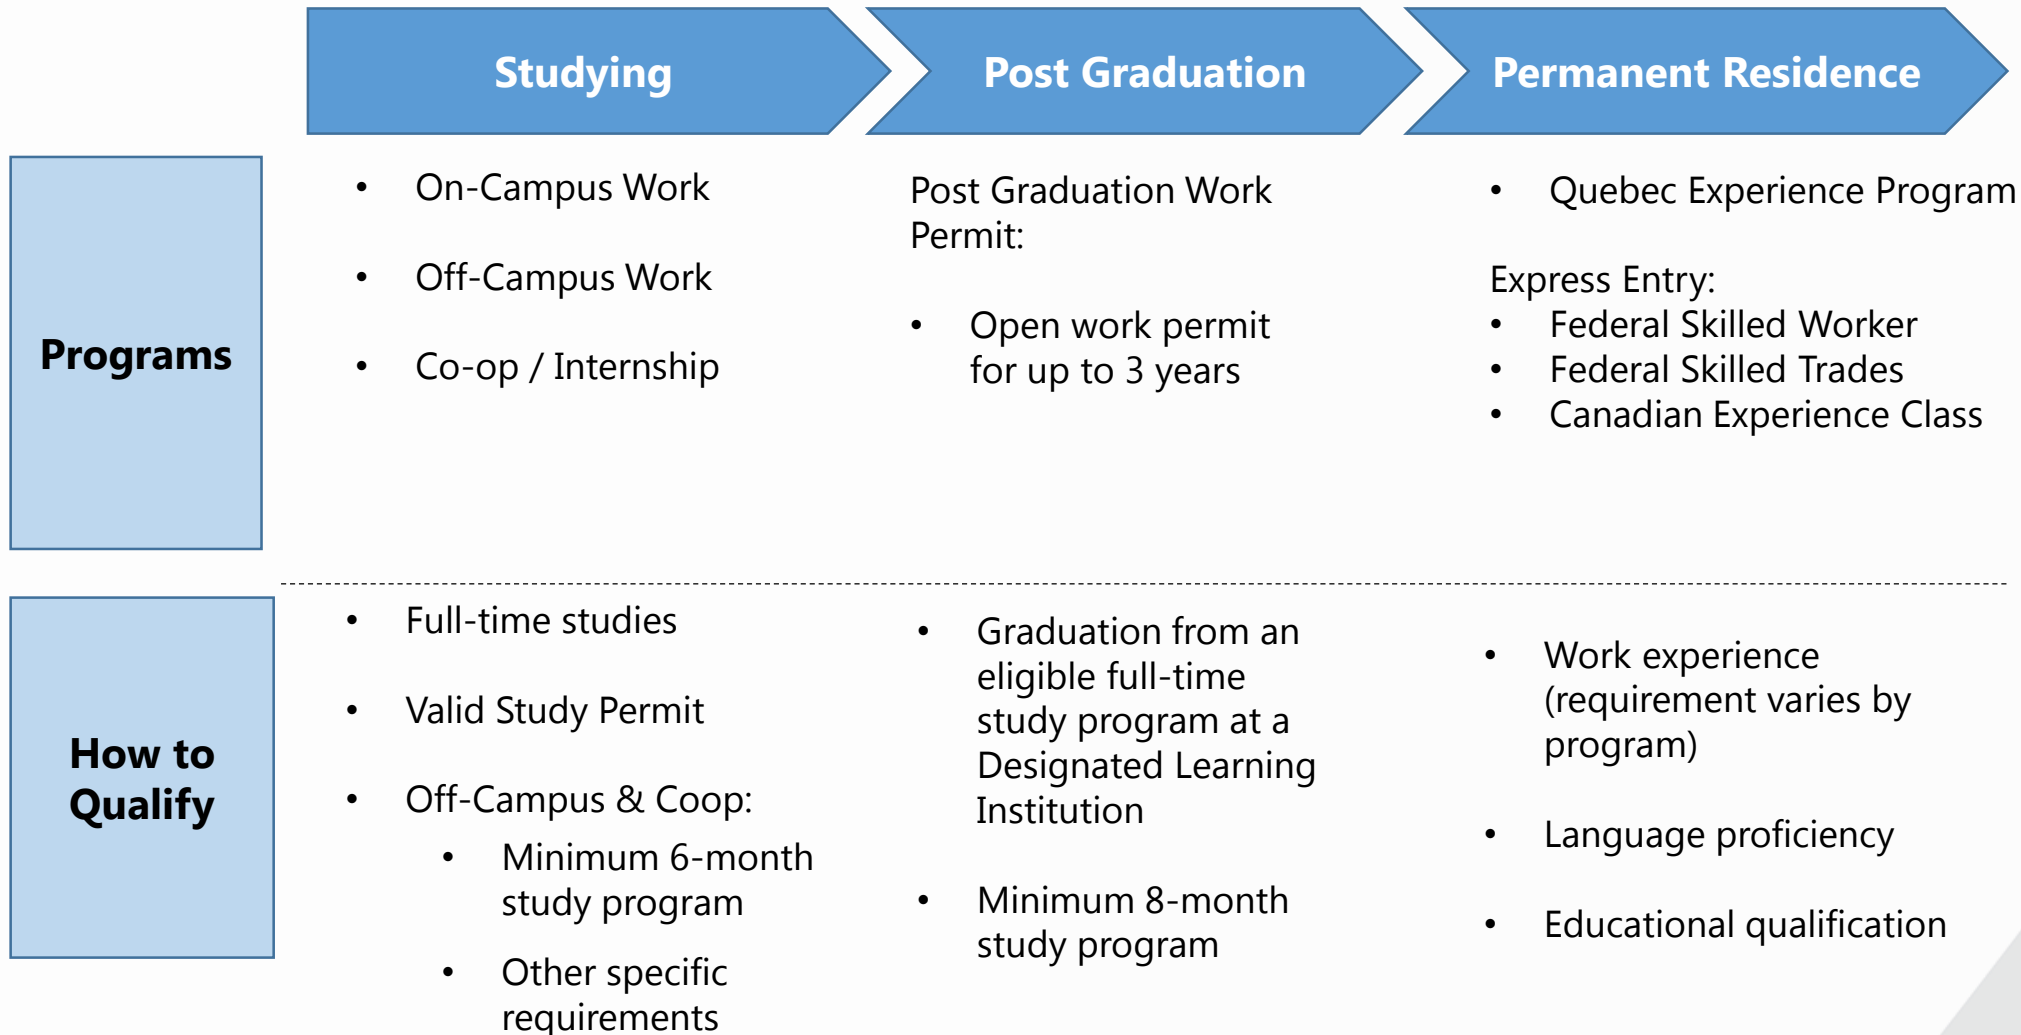 Studying
Post Graduation
Permanent Residence
Programs
• On-Campus Work
• Off-Campus Work
• Co-op / Internship
Post Graduation Work
Permit:
• Open work permit
for up to 3 years
• Quebec Experience Program
Express Entry:
• Federal Skilled Worker
• Federal Skilled Trades
• Canadian Experience Class
How to
Qualify
• Full-time studies
• Valid Study Permit
• Off-Campus & Coop:
• Minimum 6-month
study program
• Other specific
requirements
• Graduation from an
eligible full-time
study program at a
Designated Learning
Institution
• Minimum 8-month
study program
• Work experience
(requirement varies by
program)
• Language proficiency
• Educational qualification